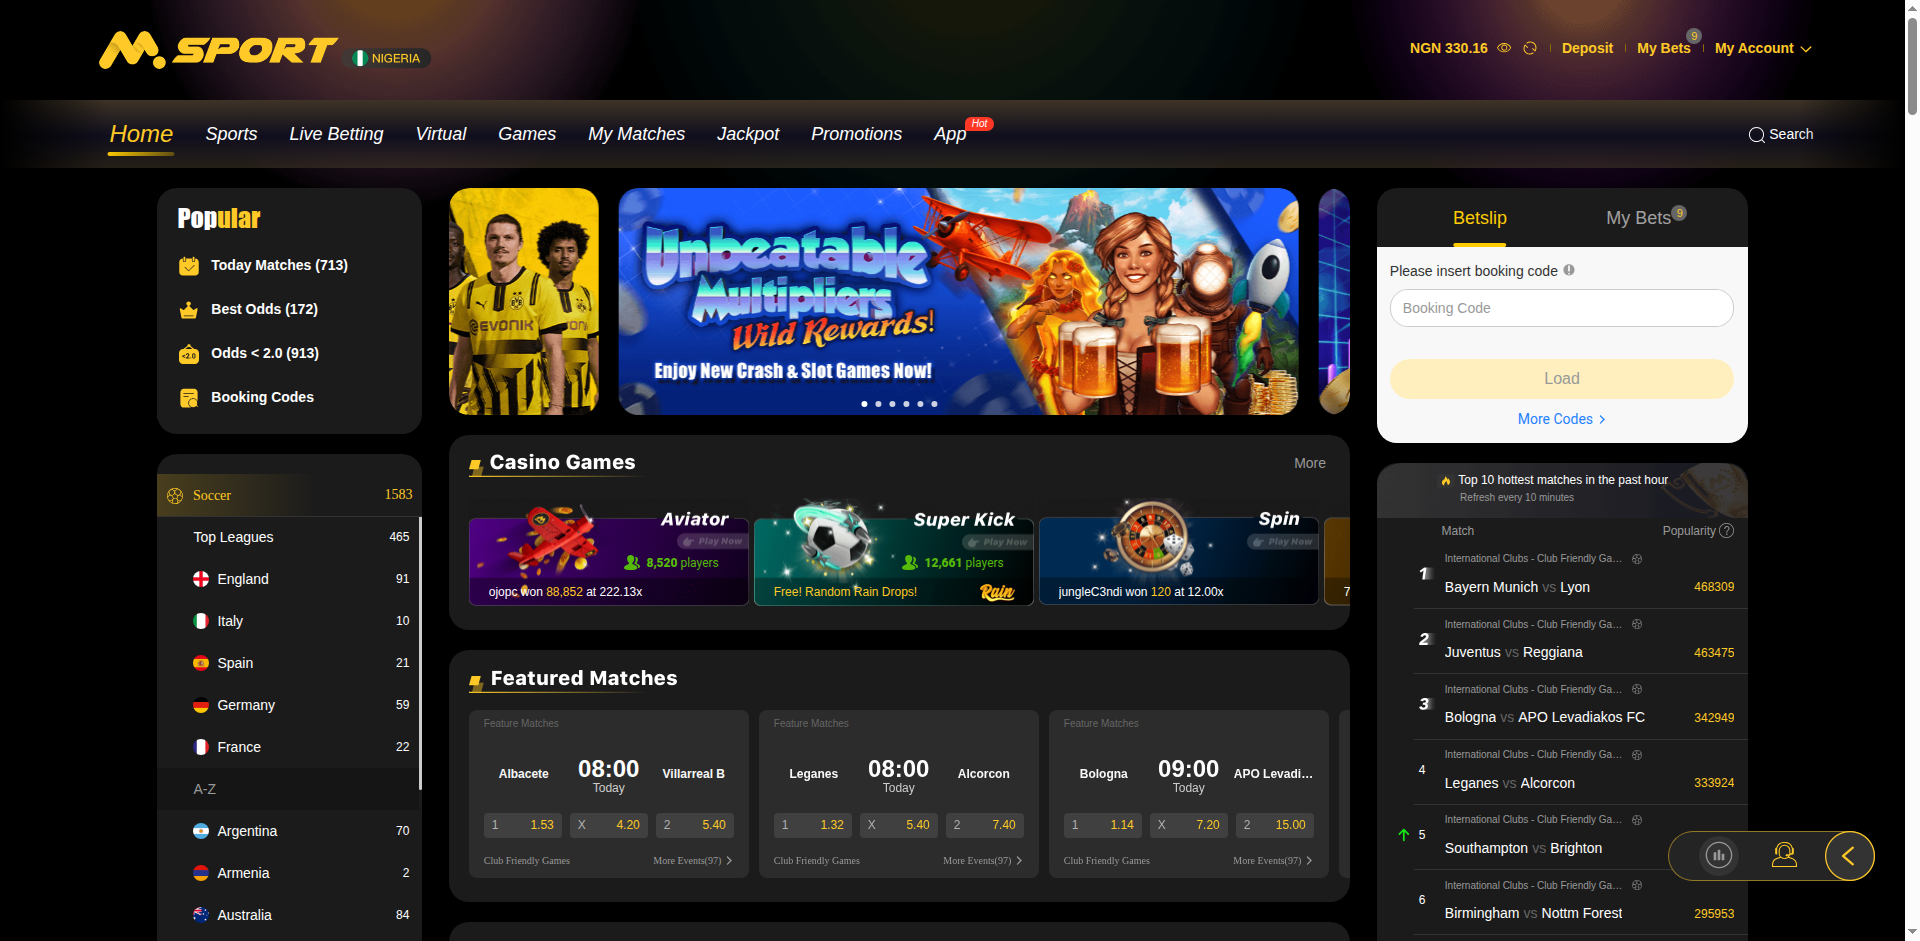 M.SPORT
NIGERIA
NGN 330.16
Deposit
My Bets
9
My Account
Home
Sports
Live Betting
Virtual
Games
My Matches
Jackpot
Promotions
App
Hot
Search
Popular
Today Matches (713)
Best Odds (172)
<2.0
Odds < 2.0 (913)
Booking Codes
Soccer 1583
Top Leagues 465
England 91
Italy 10
Spain 21
Germany 59
France 22
A-Z
Argentina 70
Armenia 2
Australia 84
EVONIK
Unbeatable
Multipliers
Wild Rewards!
Enjoy New Crash & Slot Games Now!
Casino Games
More
Aviator
Play Now
8,520 players
ojopc won 88,852 at 222.13x
Super Kick
Play Now
12,661 players
Free! Random Rain Drops!
Rain
Spin
Play Now
jungleC3ndi won 120 at 12.00x
7
Featured Matches
Feature Matches
Albacete
08:00
Today
Villarreal B
1 1.53
X 4.20
2 5.40
Club Friendly Games
More Events(97)
Feature Matches
Leganes
08:00
Today
Alcorcon
1 1.32
X 5.40
2 7.40
Club Friendly Games
More Events(97)
Feature Matches
Bologna
09:00
Today
APO Levadi...
1 1.14
X 7.20
2 15.00
Club Friendly Games
More Events(97)
Betslip
My Bets
9
Please insert booking code
Booking Code
Load
More Codes
Top 10 hottest matches in the past hour
Refresh every 10 minutes
Match
Popularity ?
1
International Clubs - Club Friendly Ga...
Bayern Munich vs Lyon 468309
2
International Clubs - Club Friendly Ga...
Juventus vs Reggiana 463475
3
International Clubs - Club Friendly Ga...
Bologna vs APO Levadiakos FC 342949
4
International Clubs - Club Friendly Ga...
Leganes vs Alcorcon 333924
5
International Clubs - Club Friendly Ga...
Southampton vs Brighton
6
International Clubs - Club Friendly Ga...
Birmingham vs Nottm Forest 295953